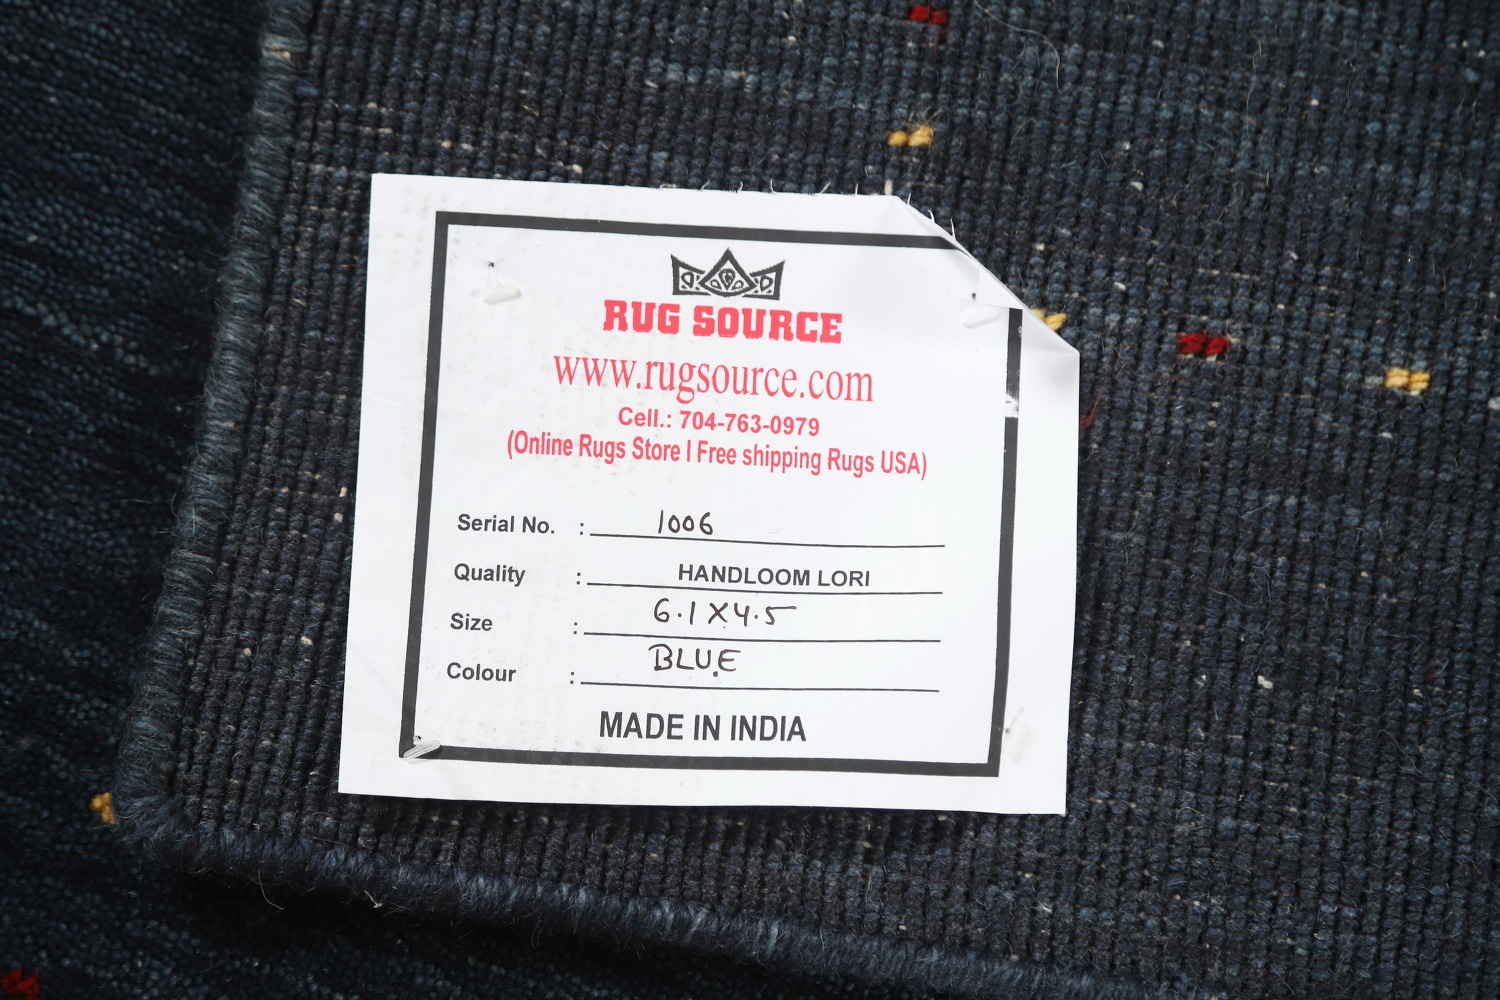 RUG SOURCE
www.rugsource.com
Cell.: 704-763-0979
(Online Rugs Store I Free shipping Rugs USA)
Serial No. : 1006
Quality : HANDLOOM LORI
Size : 6.1X4.5
Colour : BLUE
MADE IN INDIA